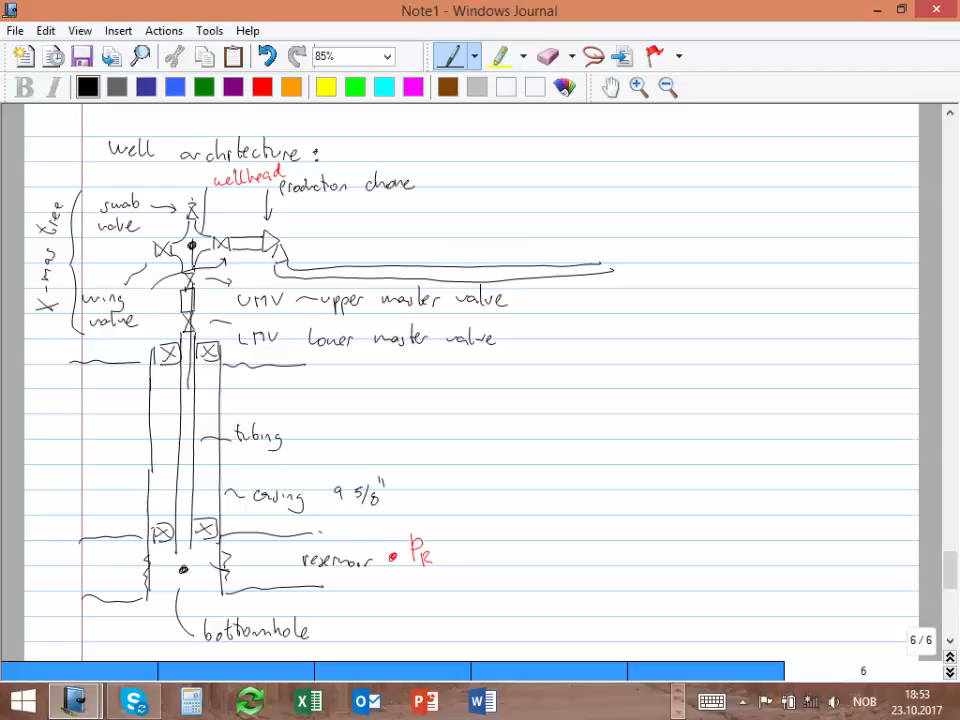 Note1 - Windows Journal
File Edit View Insert Actions Tools Help
85%
B I
Well architecture :
wellhead
production choke
swab
valve
X-mas tree
wing
valve
UMV ~upper master valve
LMV lower master valve
tubing
~ casing 9 5/8"
reservoir • PR
bottomhole
6 / 6
6
NOB
18:53
23.10.2017